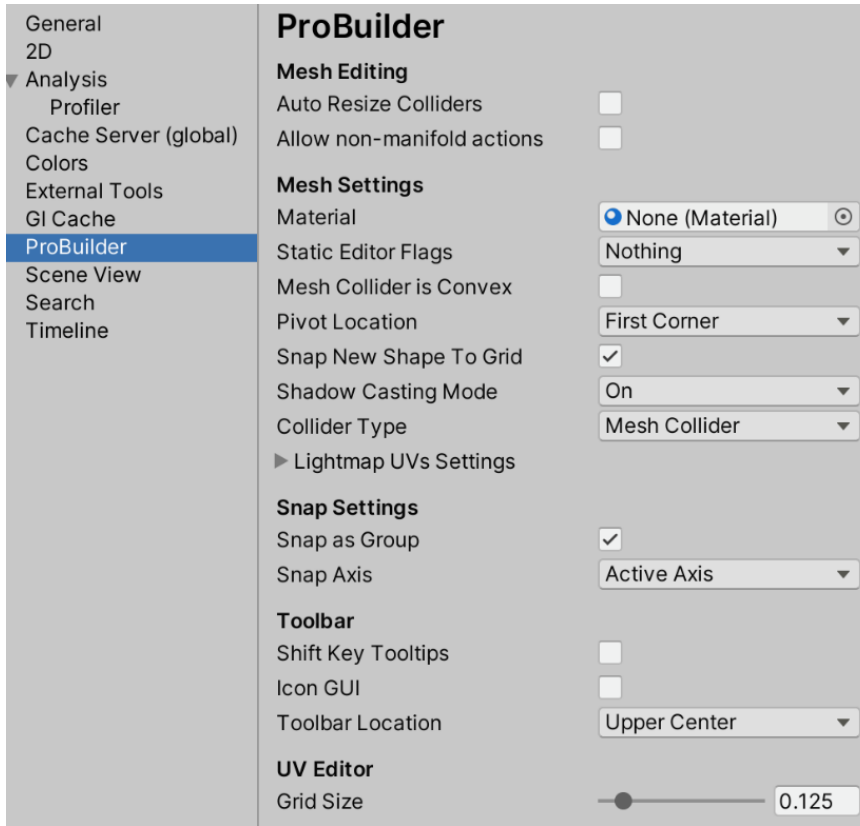 General
2D
Analysis
Profiler
Cache Server (global)
Colors
External Tools
GI Cache
ProBuilder
Scene View
Search
Timeline
ProBuilder
Mesh Editing
Auto Resize Colliders
Allow non-manifold actions
Mesh Settings
Material None (Material)
Static Editor Flags Nothing
Mesh Collider is Convex
Pivot Location First Corner
Snap New Shape To Grid
Shadow Casting Mode On
Collider Type Mesh Collider
Lightmap UVs Settings
Snap Settings
Snap as Group
Snap Axis Active Axis
Toolbar
Shift Key Tooltips
Icon GUI
Toolbar Location Upper Center
UV Editor
Grid Size 0.125